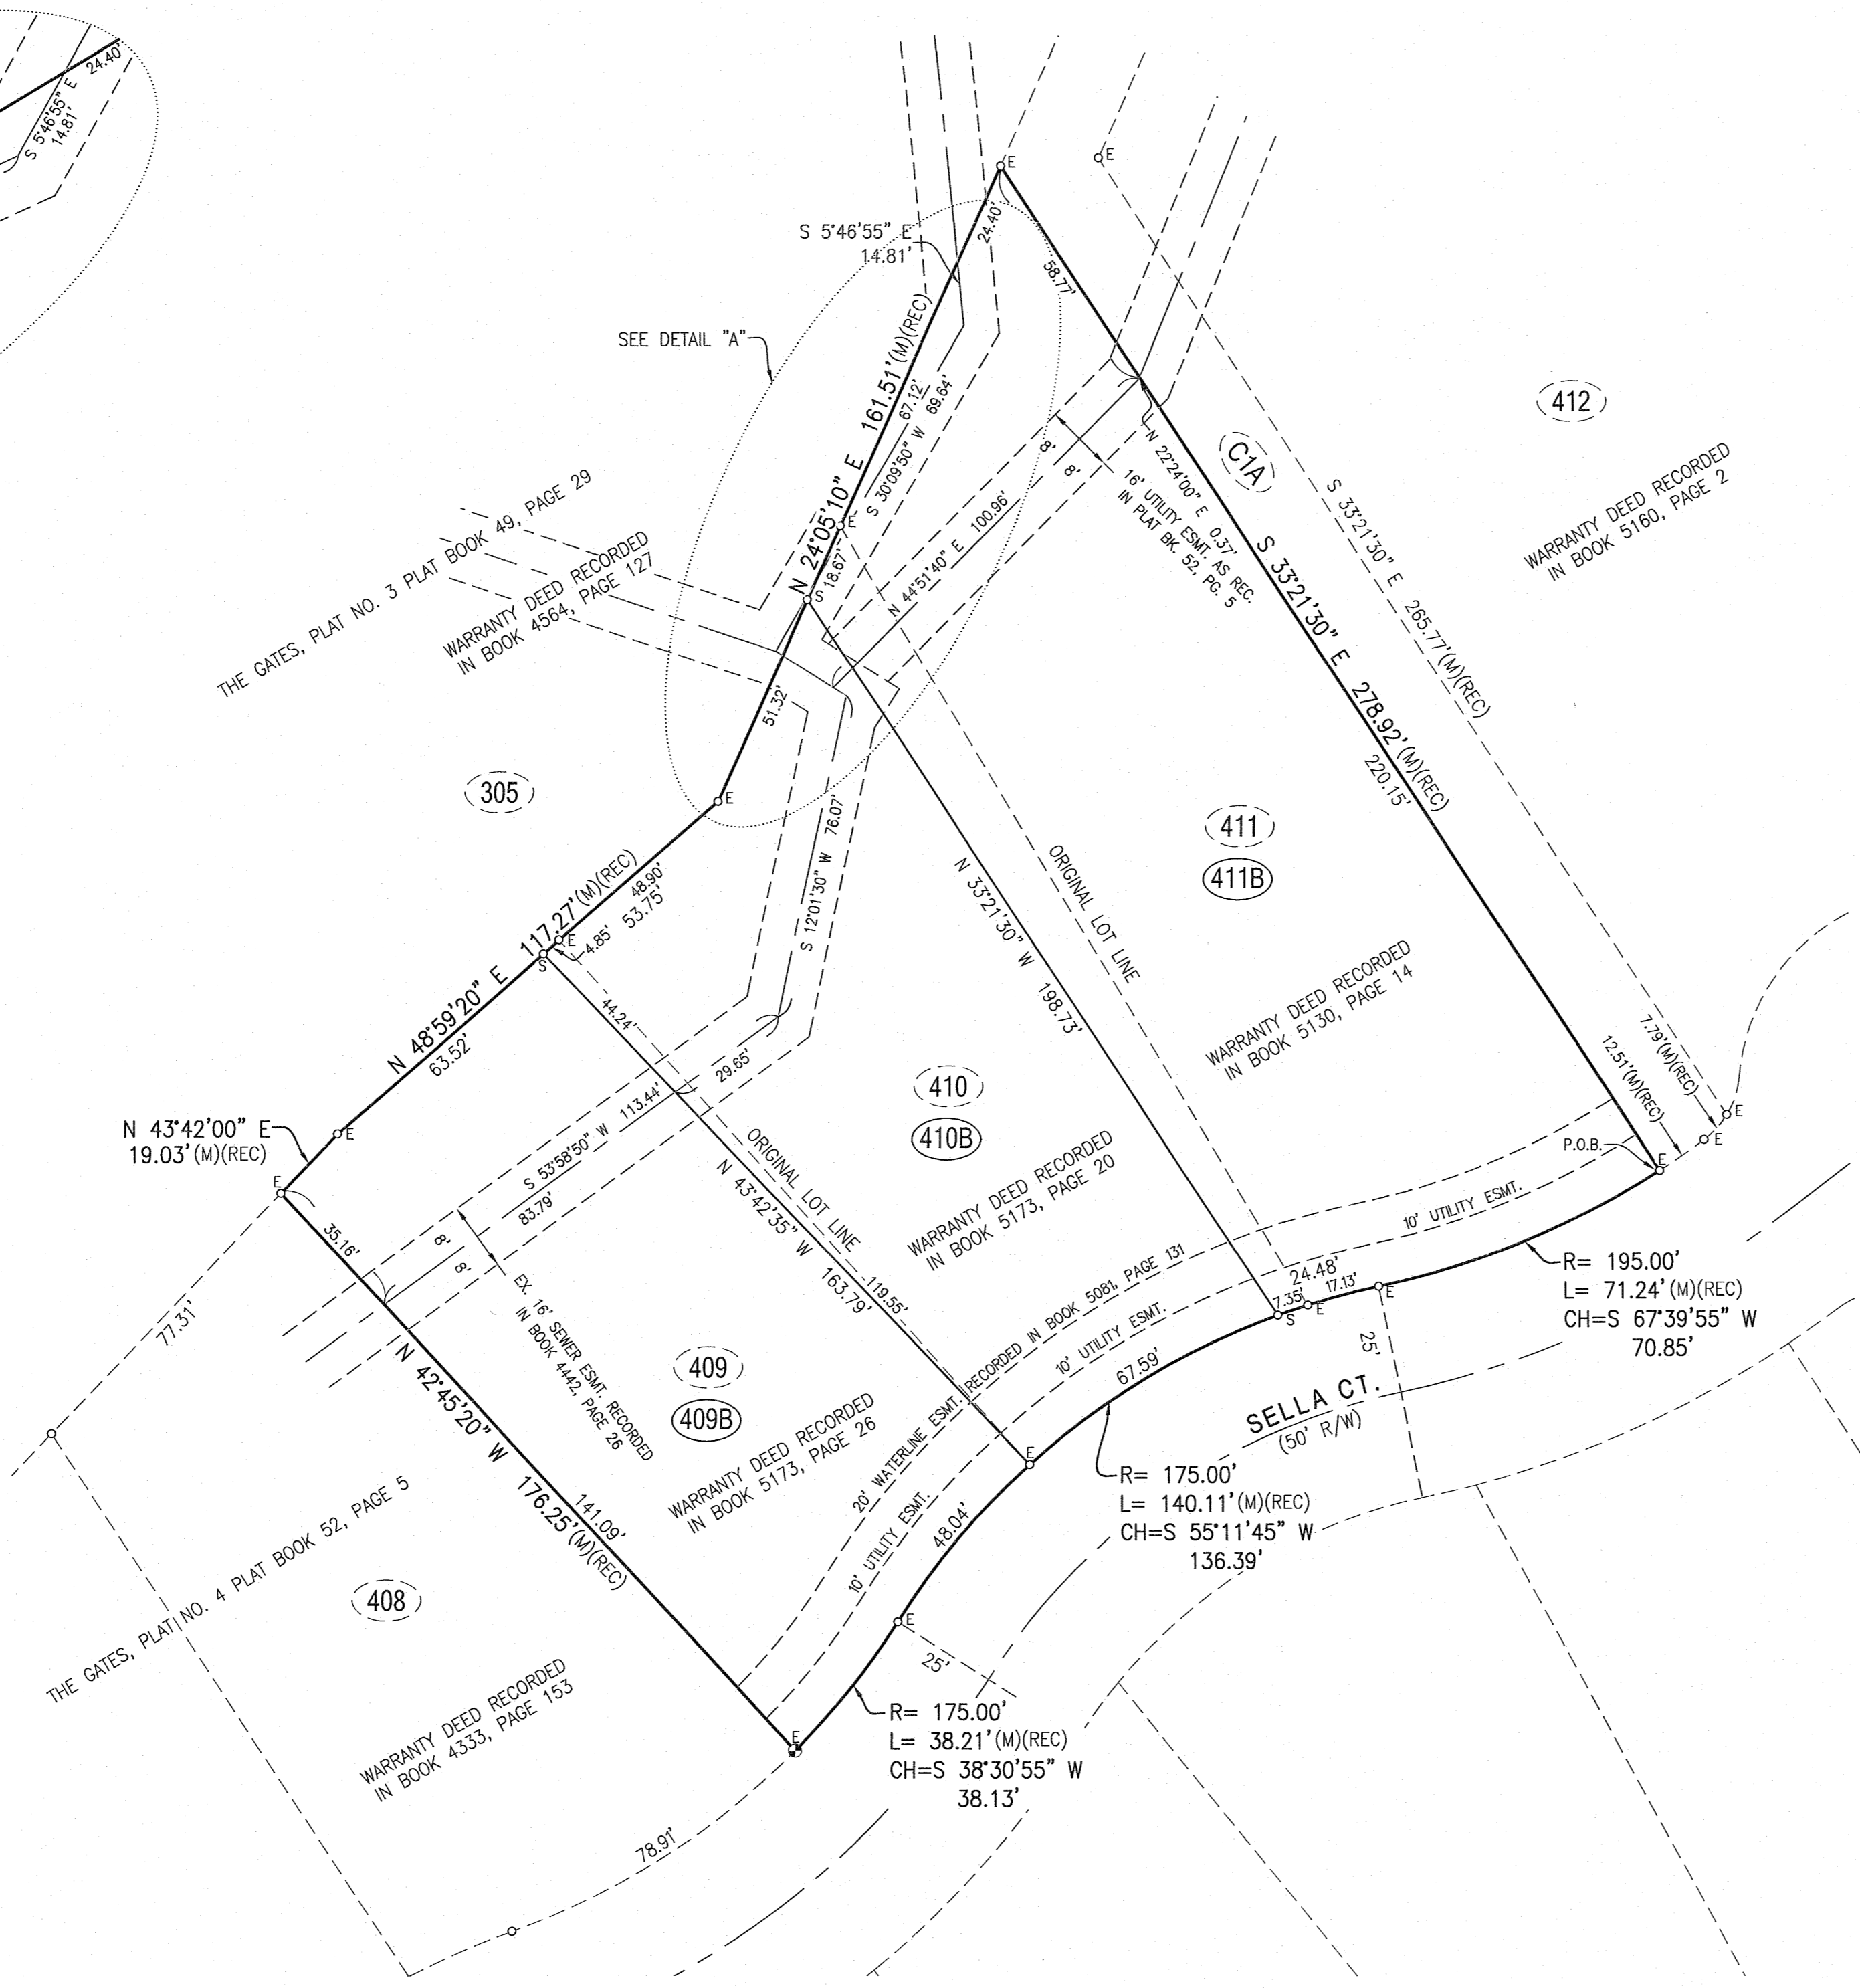 24.40'
S 5°46'55" E
14.81'
E
E
S 5°46'55" E
14.81'
24.40'
58.77'
SEE DETAIL "A"
N 24°05'10" E 161.51'(M)(REC)
67.12'
S 30°09'50" W 69.64'
8'
8'
N 22°24'00" E 0.37'
16' UTILITY ESMT. AS REC.
IN PLAT BK. 52, PG. 5
C1A
412
WARRANTY DEED RECORDED
IN BOOK 5160, PAGE 2
S 33°21'30" E 265.77'(M)(REC)
S 33°21'30" E 278.92'(M)(REC)
220.15'
THE GATES, PLAT NO. 3 PLAT BOOK 49, PAGE 29
WARRANTY DEED RECORDED
IN BOOK 4564, PAGE 127
E
18.67'
S
N 44°51'40" E 100.96'
51.32'
305
E
411
411B
S 12°01'30" W 76.07'
ORIGINAL LOT LINE
N 33°21'30" W 198.73'
N 48°59'20" E 117.27'(M)(REC)
48.90'
4.85' 53.75'
E
S
63.52'
WARRANTY DEED RECORDED
IN BOOK 5130, PAGE 14
44.24'
29.65'
410
410B
7.79'(M)(REC)
12.51'(M)(REC)
E
E
P.O.B.
E
N 43°42'00" E
19.03'(M)(REC)
E
E
S 53°58'50" W 113.44'
83.79'
ORIGINAL LOT LINE
N 43°42'35" W 163.79'
119.55'
WARRANTY DEED RECORDED
IN BOOK 5173, PAGE 20
10' UTILITY ESMT.
35.16'
8'
8'
EX. 16' SEWER ESMT. RECORDED
IN BOOK 4442, PAGE 26
77.31'
R= 195.00'
L= 71.24'(M)(REC)
CH=S 67°39'55" W
70.85'
24.48'
7.35'
17.13'
S
E
E
25'
20' WATERLINE ESMT. RECORDED IN BOOK 5081, PAGE 131
10' UTILITY ESMT.
67.59'
409
409B
SELLA CT.
(50' R/W)
WARRANTY DEED RECORDED
IN BOOK 5173, PAGE 26
E
N 42°45'20" W 176.25'(M)(REC)
141.09'
R= 175.00'
L= 140.11'(M)(REC)
CH=S 55°11'45" W
136.39'
10' UTILITY ESMT.
48.04'
THE GATES, PLAT NO. 4 PLAT BOOK 52, PAGE 5
408
E
25'
WARRANTY DEED RECORDED
IN BOOK 4333, PAGE 153
E
R= 175.00'
L= 38.21'(M)(REC)
CH=S 38°30'55" W
38.13'
78.91'